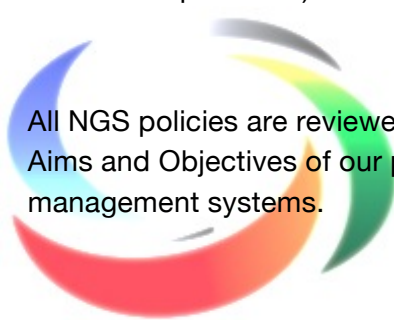 All NGS policies are reviewe
Aims and Objectives of our p
management systems.